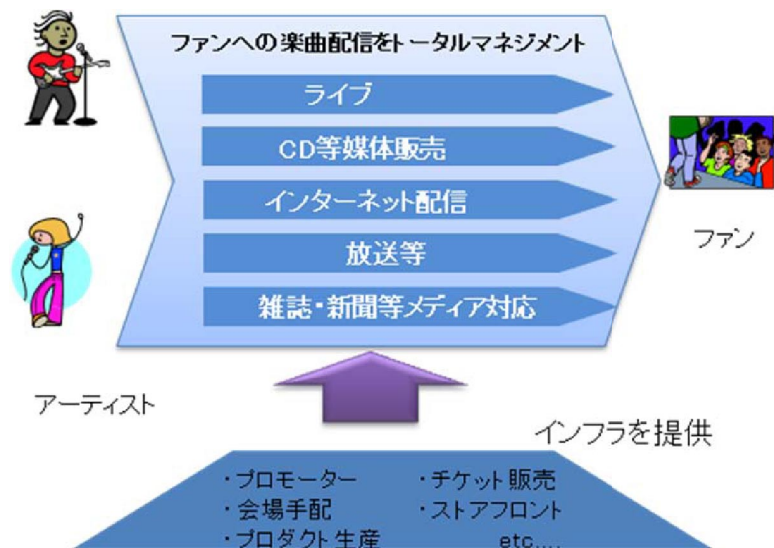 ファンへの楽曲配信をトータルマネジメント
ライブ
CD等媒体販売
インターネット配信
放送等
雑誌・新聞等メディア対応
ファン
アーティスト
インフラを提供
・プロモーター
・チケット販売
・会場手配
・ストアフロント
・プロダクト生産
etc....